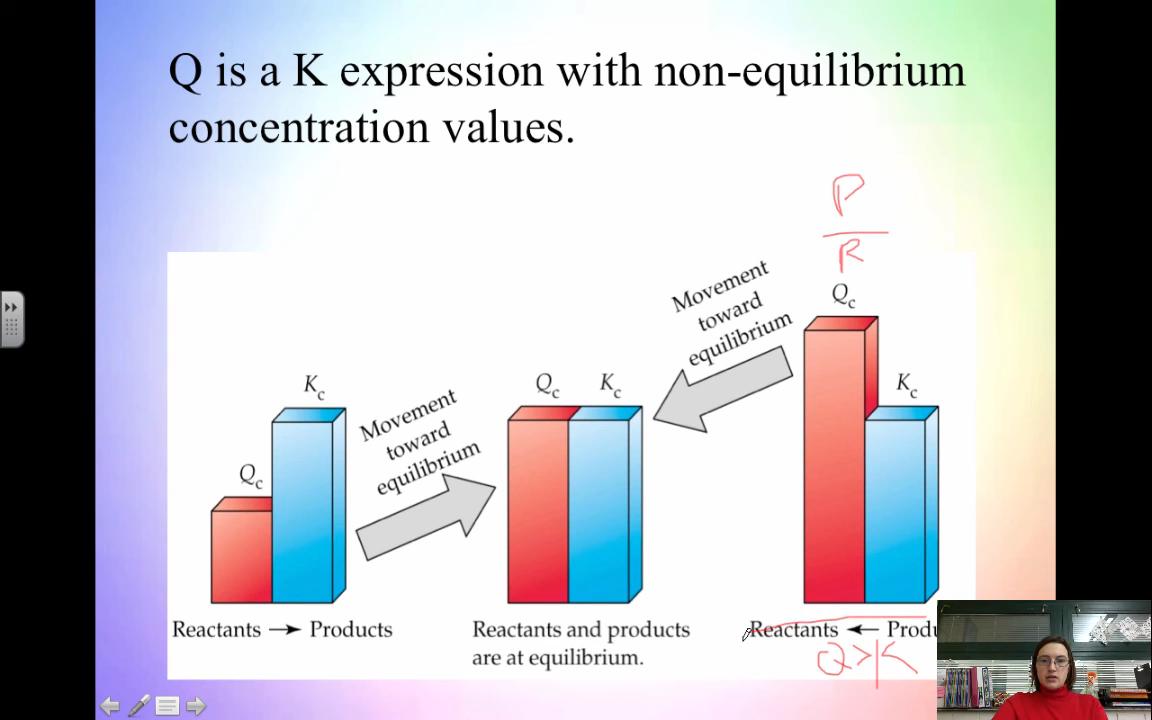 Q is a K expression with non-equilibrium
concentration values.
P
R
Q_c
K_c
Movement
toward
equilibrium
Q_c
K_c
Movement
toward
equilibrium
Q_c
K_c
Reactants → Products
Reactants and products
are at equilibrium.
Reactants ← Produ
Q>K